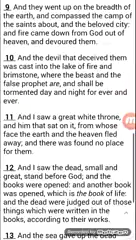 9 And they went up on the breadth of
the earth, and compassed the camp of
the saints about, and the beloved city:
and fire came down from God out of
heaven, and devoured them.
10 And the devil that deceived them
was cast into the lake of fire and
brimstone, where the beast and the
false prophet are, and shall be
tormented day and night for ever and
ever.
11 And I saw a great white throne,
and him that sat on it, from whose
face the earth and the heaven fled
away; and there was found no place
for them.
12 And I saw the dead, small and
great, stand before God; and the
books were opened: and another book
was opened, which is the book of life:
and the dead were judged out of those
things which were written in the
books, according to their works.
13 And the sea gave up the dead